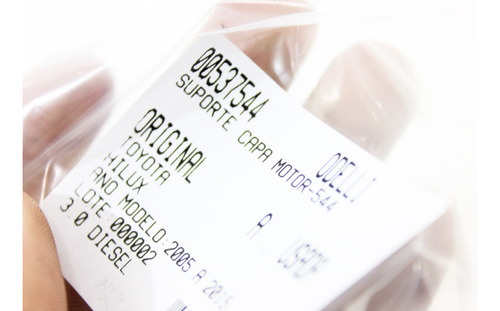 00537544
SUPORTE CAPA MOTOR-544
ORIGINAL
TOYOTA
HILUX
ANO MODELO:2005 A 2015
LOTE:000002
3.0 DIESEL
A